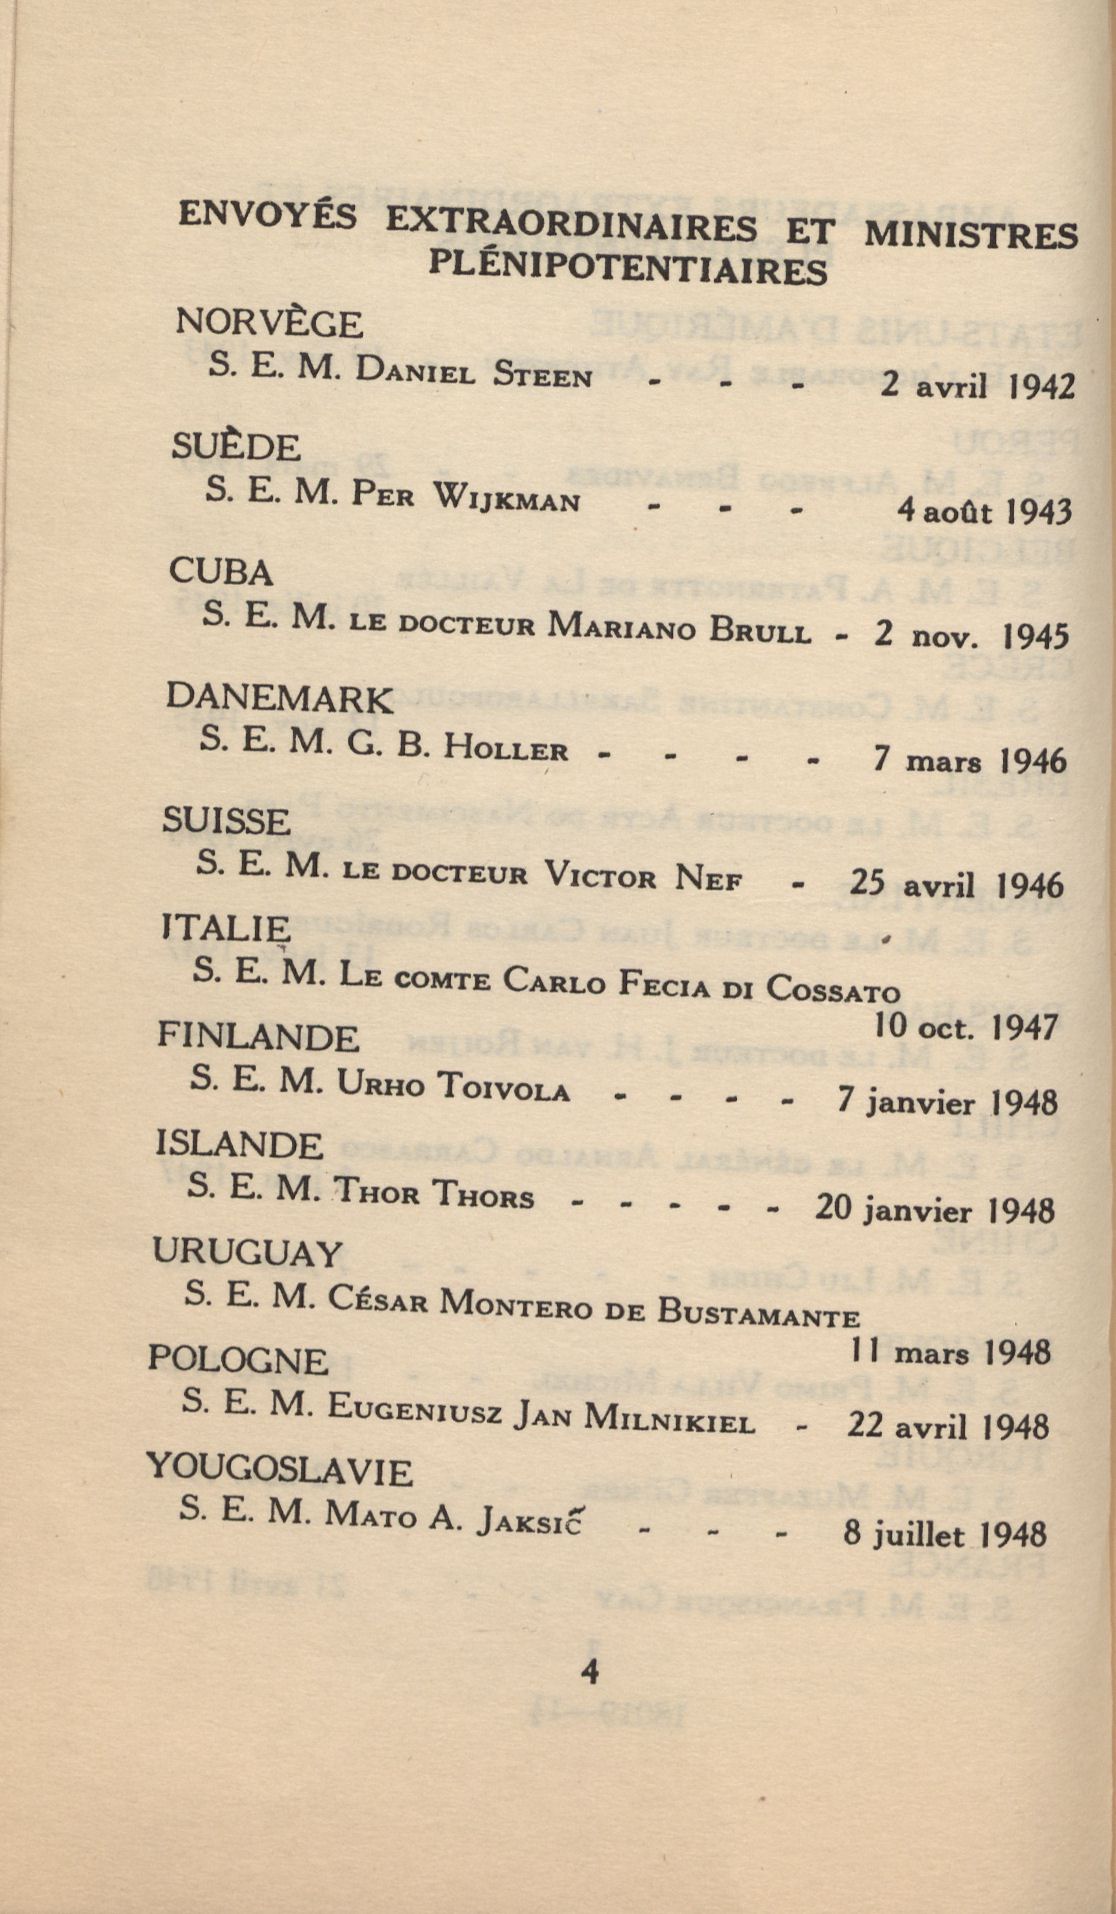 ENVOYÉS EXTRAORDINAIRES ET MINISTRES
PLÉNIPOTENTIAIRES
NORVÈGE
S. E. M. DANIEL STEEN - - - 2 avril 1942
SUÈDE
S. E. M. PER WIJKMAN - - - 4 août 1943
CUBA
S. E. M. LE DOCTEUR MARIANO BRULL - 2 nov. 1945
DANEMARK
S. E. M. G. B. HOLLER - - - - 7 mars 1946
SUISSE
S. E. M. LE DOCTEUR VICTOR NEF - 25 avril 1946
ITALIE
S. E. M. LE COMTE CARLO FECIA DI COSSATO
10 oct. 1947
FINLANDE
S. E. M. URHO TOIVOLA - - - - 7 janvier 1948
ISLANDE
S. E. M. THOR THORS - - - - - 20 janvier 1948
URUGUAY
S. E. M. CÉSAR MONTERO DE BUSTAMANTE
11 mars 1948
POLOGNE
S. E. M. EUGENIUSZ JAN MILNIKIEL - 22 avril 1948
YOUGOSLAVIE
S. E. M. MATO A. JAKSIČ - - - 8 juillet 1948
4